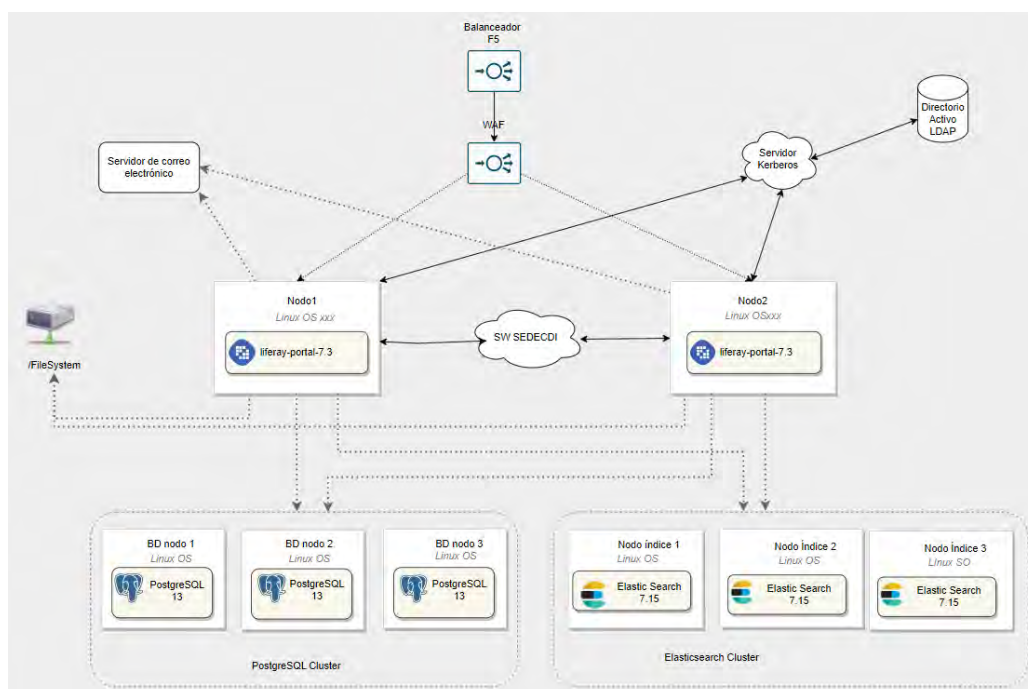 Balanceador
F5
WAF
Directorio
Activo
LDAP
Servidor de correo
electrónico
Servidor
Kerberos
Nodo1
Linux OS xxx
liferay-portal-7.3
SW SEDECDI
Nodo2
Linux OSxxx
liferay-portal-7.3
/FileSystem
BD nodo 1
Linux OS
PostgreSQL
13
BD nodo 2
Linux OS
PostgreSQL
13
BD nodo 3
Linux OS
PostgreSQL
13
PostgreSQL Cluster
Nodo índice 1
Linux OS
Elastic Search
7.15
Nodo Índice 2
Linux OS
Elastic Search
7.15
Nodo Índice 3
Linux SO
Elastic Search
7.15
Elasticsearch Cluster